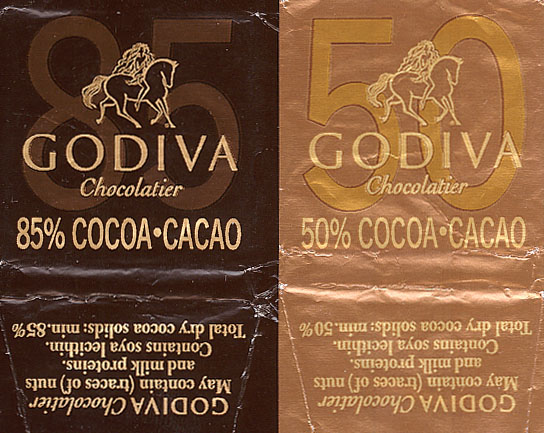 85
GODIVA
Chocolatier
85% COCOA•CACAO
GODIVA Chocolatier
May contain (traces of) nuts
and milk proteins.
Contains soya lecithin.
Total dry cocoa solids: min. 85%
50
GODIVA
Chocolatier
50% COCOA•CACAO
GODIVA Chocolatier
May contain (traces of) nuts
and milk proteins.
Contains soya lecithin.
Total dry cocoa solids: min. 50%